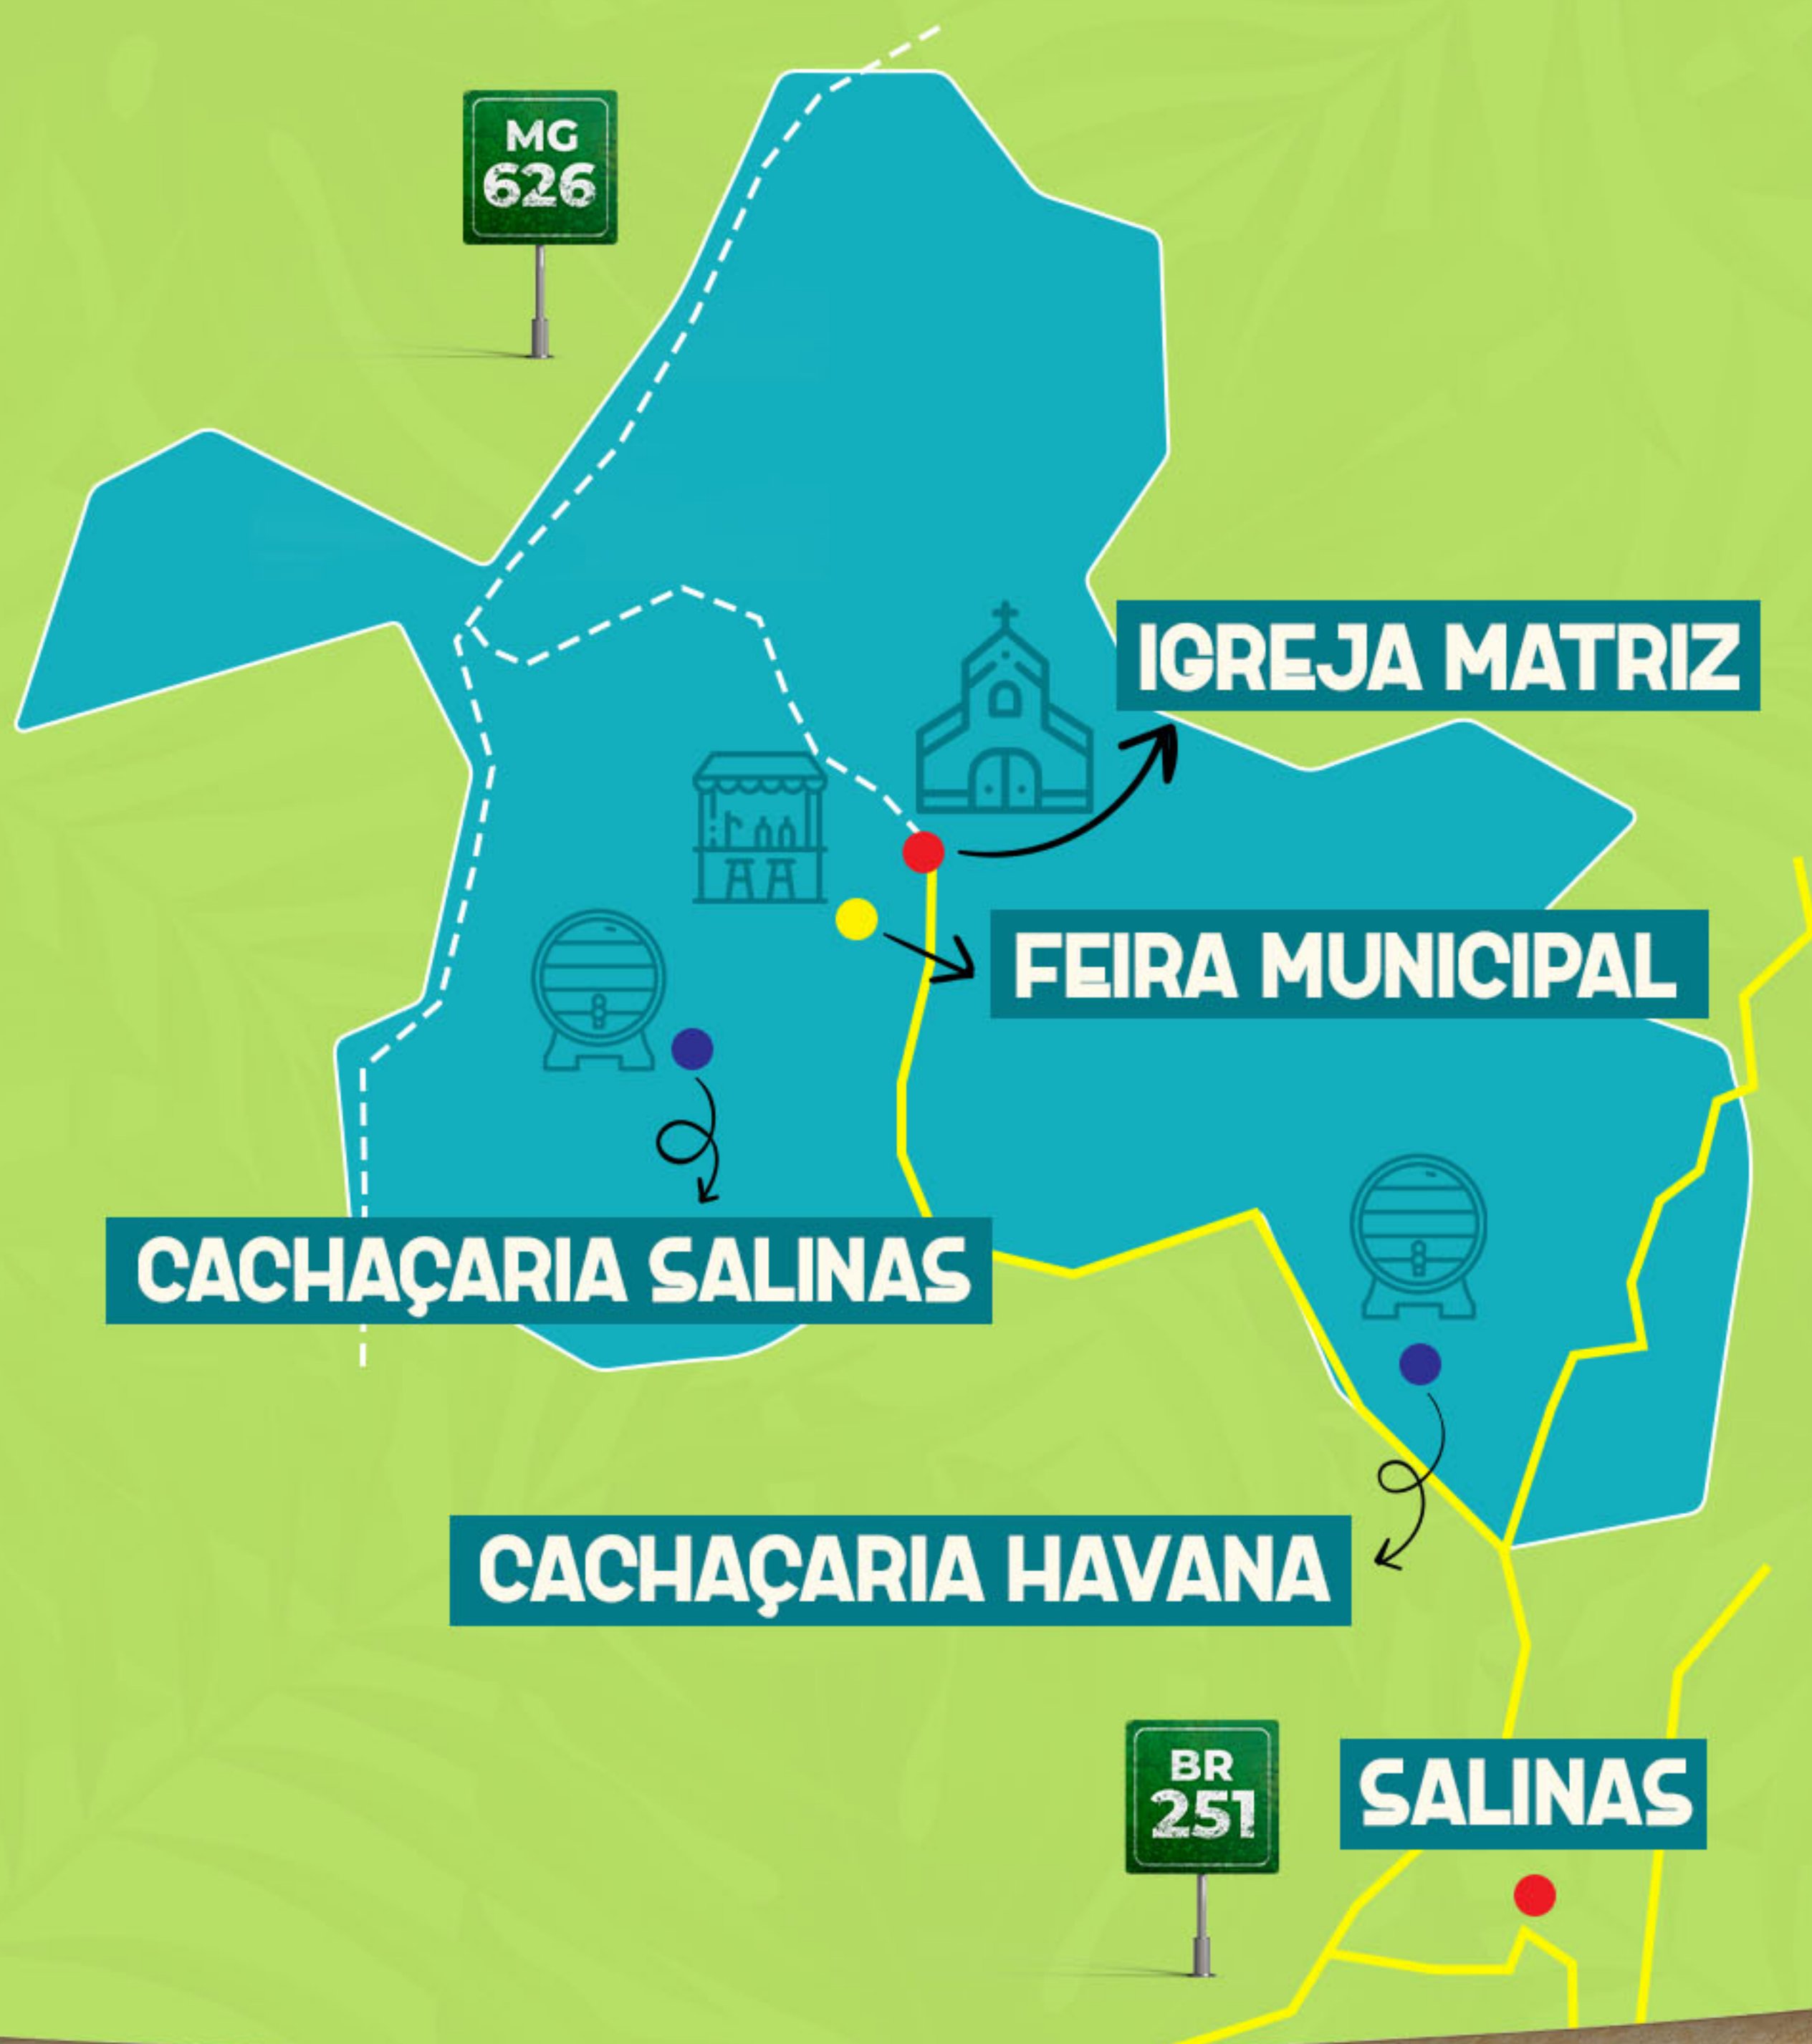 MG
626
IGREJA MATRIZ
FEIRA MUNICIPAL
CACHAÇARIA SALINAS
CACHAÇARIA HAVANA
BR
251
SALINAS